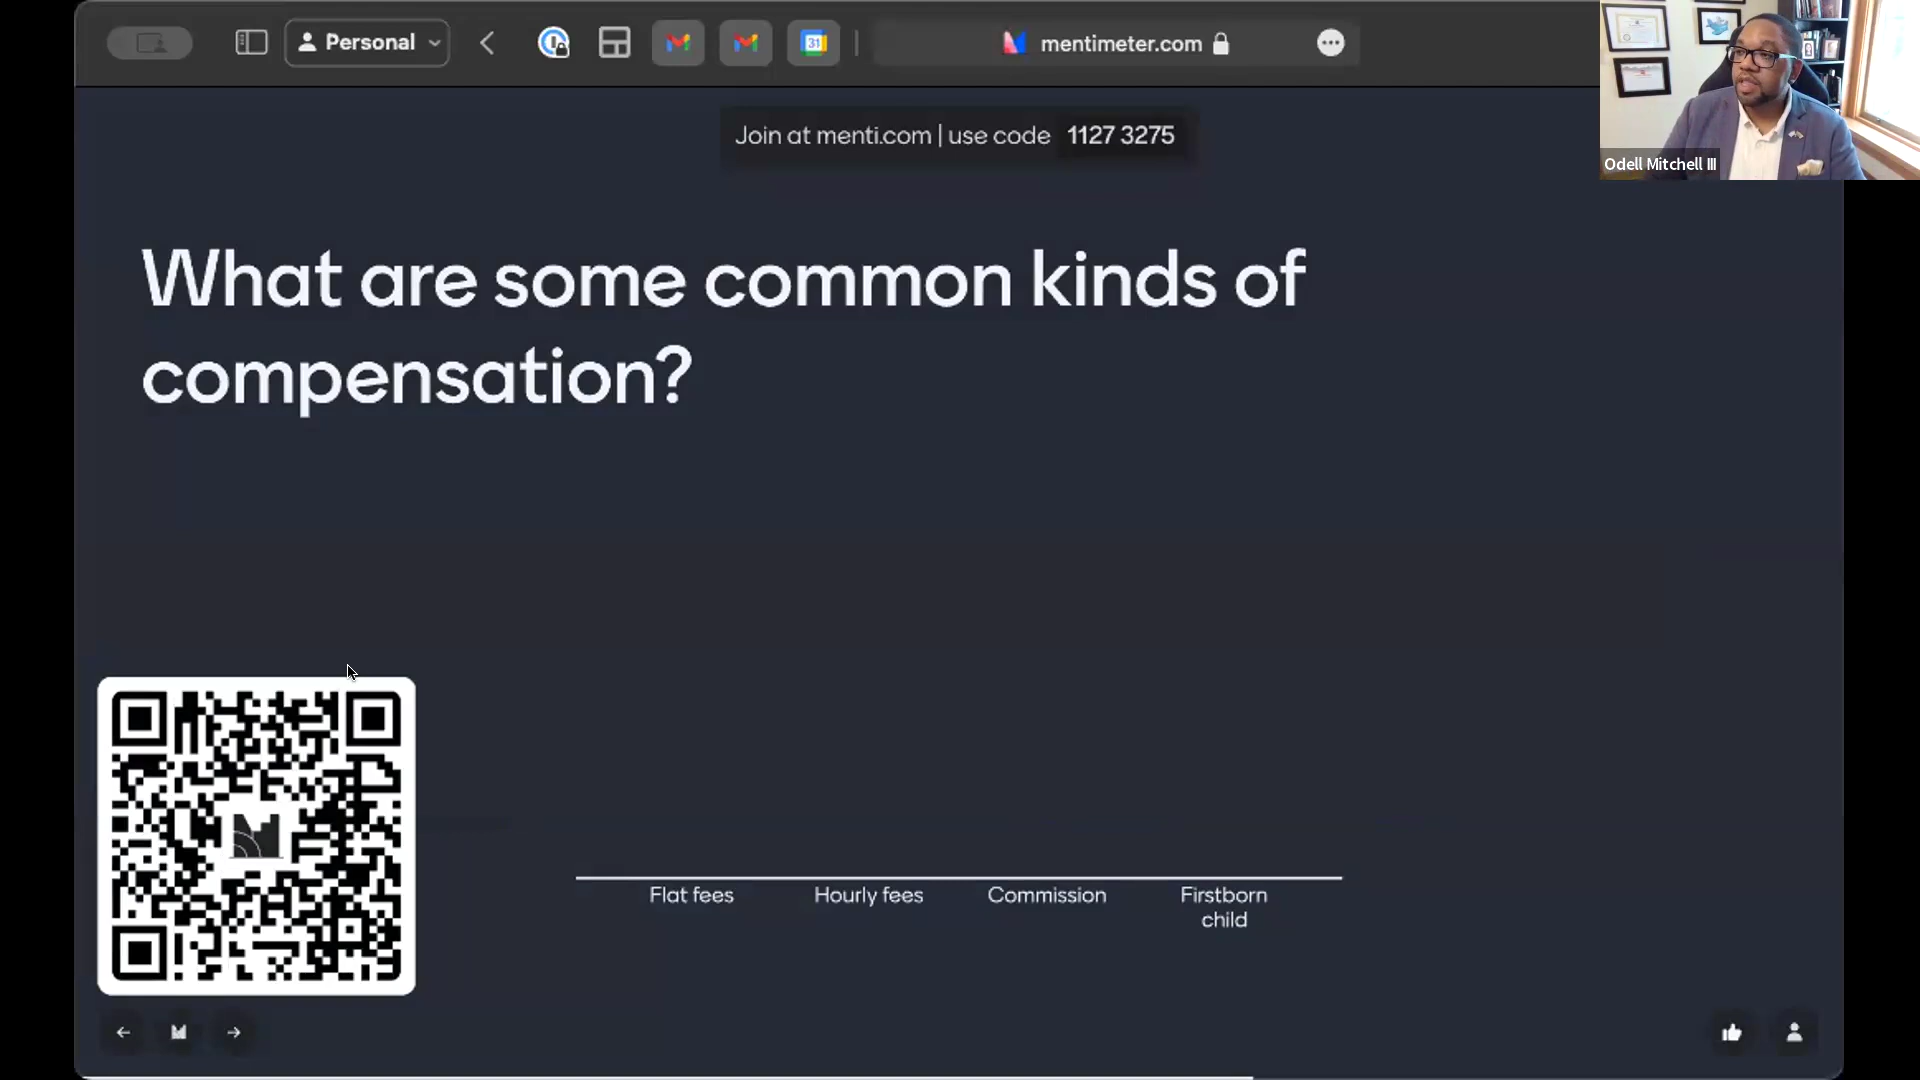 Personal
31
mentimeter.com
Join at menti.com | use code 1127 3275
Odell Mitchell III
What are some common kinds of
compensation?
Flat fees
Hourly fees
Commission
Firstborn
child